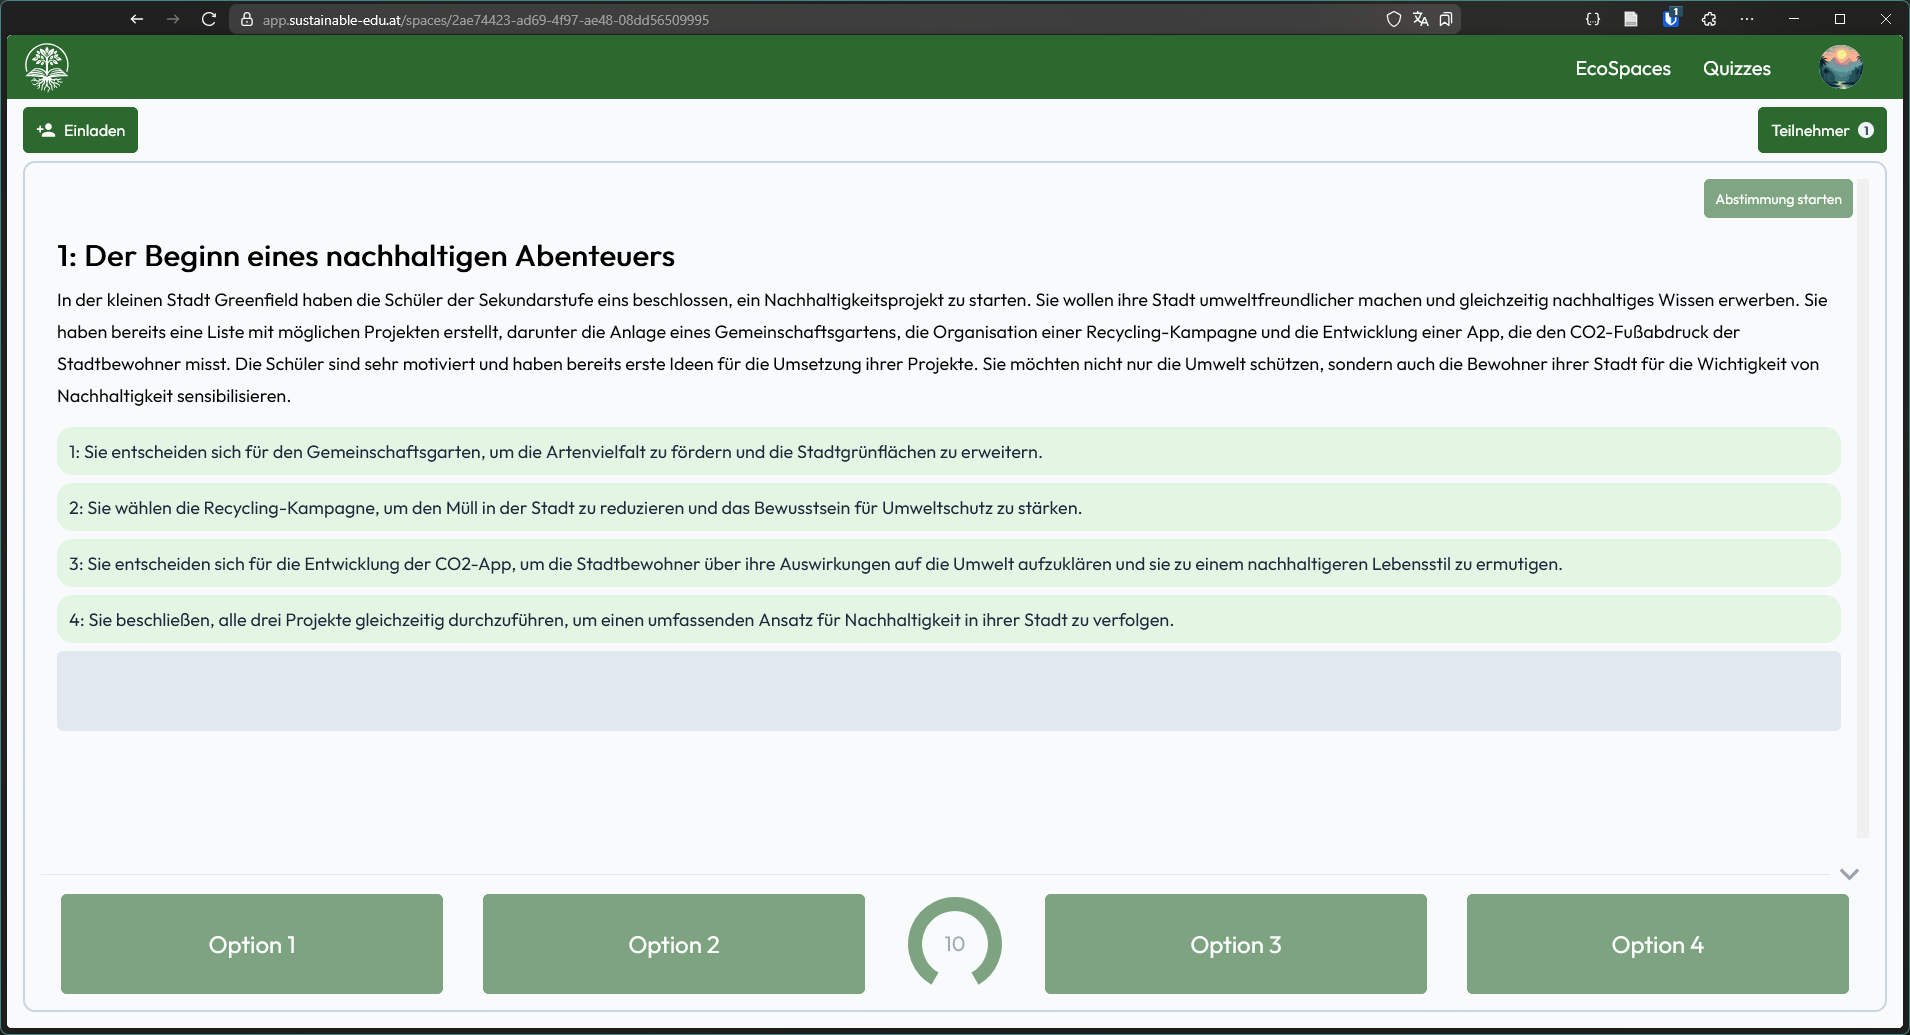 app.sustainable-edu.at/spaces/2ae74423-ad69-4f97-ae48-08dd56509995
1
EcoSpaces
Quizzes
Einladen
Teilnehmer 1
Abstimmung starten
1: Der Beginn eines nachhaltigen Abenteuers
In der kleinen Stadt Greenfield haben die Schüler der Sekundarstufe eins beschlossen, ein Nachhaltigkeitsprojekt zu starten. Sie wollen ihre Stadt umweltfreundlicher machen und gleichzeitig nachhaltiges Wissen erwerben. Sie
haben bereits eine Liste mit möglichen Projekten erstellt, darunter die Anlage eines Gemeinschaftsgartens, die Organisation einer Recycling-Kampagne und die Entwicklung einer App, die den CO2-Fußabdruck der
Stadtbewohner misst. Die Schüler sind sehr motiviert und haben bereits erste Ideen für die Umsetzung ihrer Projekte. Sie möchten nicht nur die Umwelt schützen, sondern auch die Bewohner ihrer Stadt für die Wichtigkeit von
Nachhaltigkeit sensibilisieren.
1: Sie entscheiden sich für den Gemeinschaftsgarten, um die Artenvielfalt zu fördern und die Stadtgrünflächen zu erweitern.
2: Sie wählen die Recycling-Kampagne, um den Müll in der Stadt zu reduzieren und das Bewusstsein für Umweltschutz zu stärken.
3: Sie entscheiden sich für die Entwicklung der CO2-App, um die Stadtbewohner über ihre Auswirkungen auf die Umwelt aufzuklären und sie zu einem nachhaltigeren Lebensstil zu ermutigen.
4: Sie beschließen, alle drei Projekte gleichzeitig durchzuführen, um einen umfassenden Ansatz für Nachhaltigkeit in ihrer Stadt zu verfolgen.
Option 1
Option 2
10
Option 3
Option 4